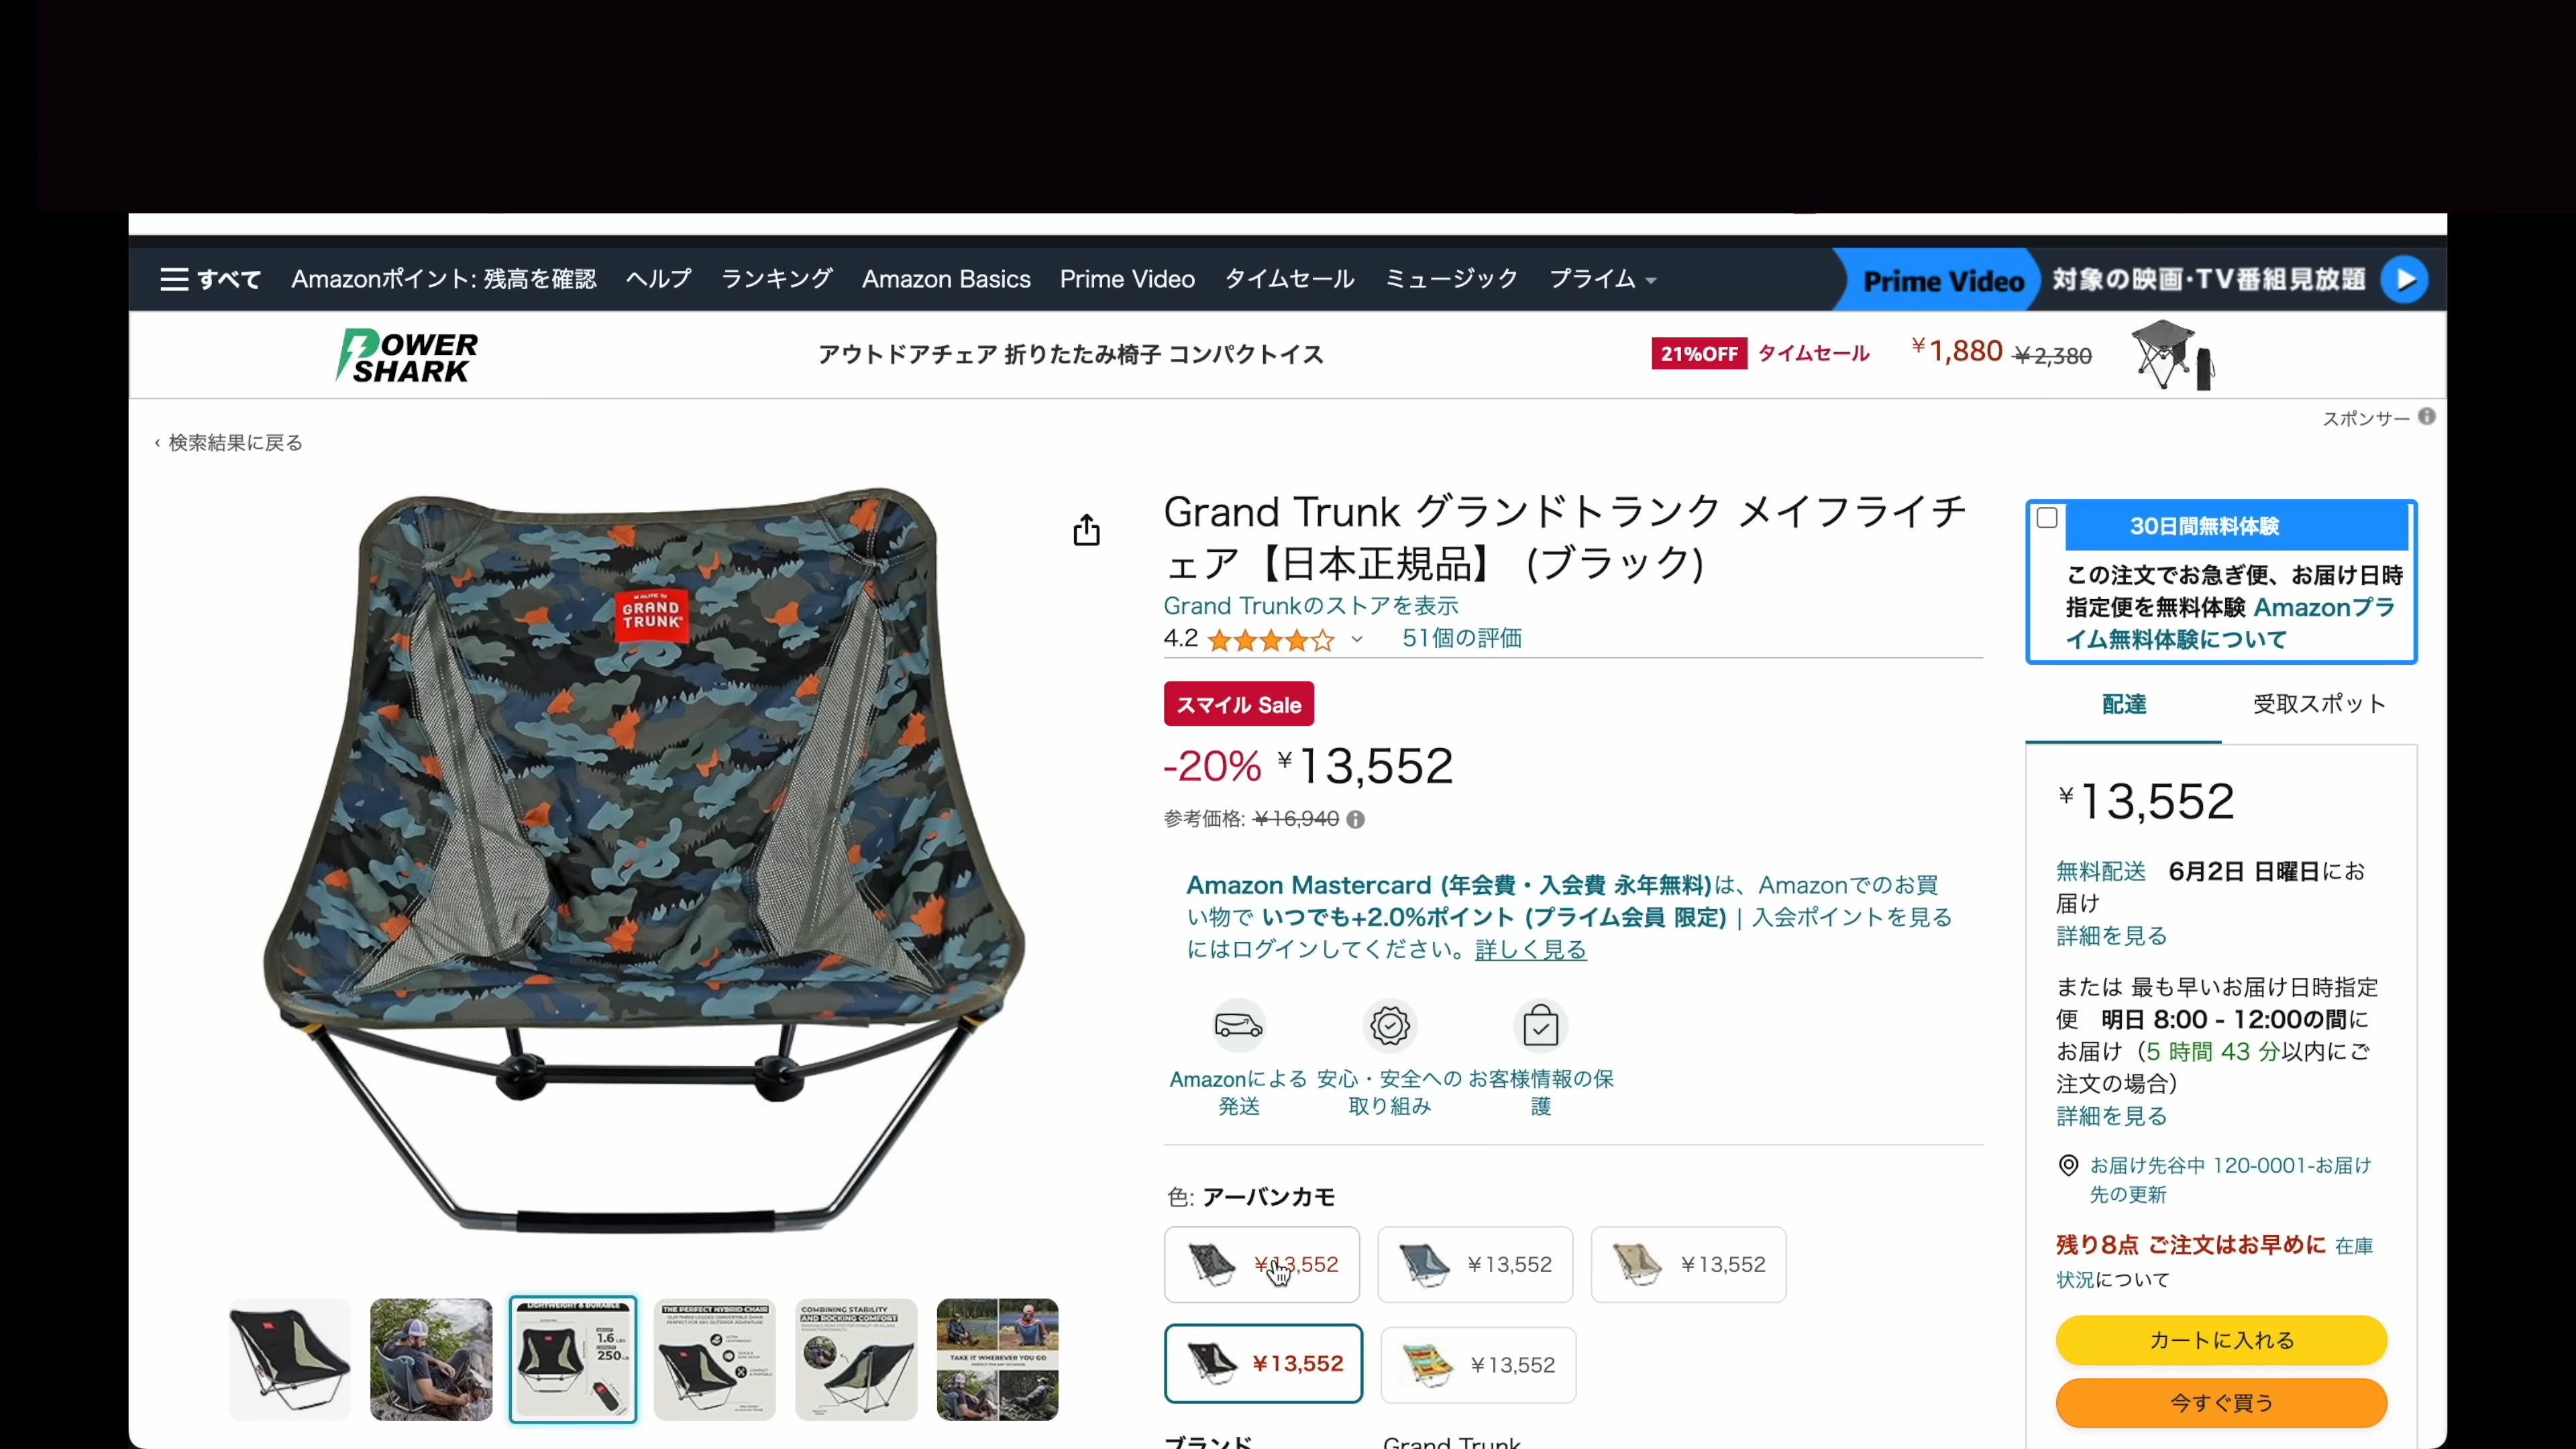 すべて Amazonポイント: 残高を確認 ヘルプ ランキング Amazon Basics Prime Video タイムセール ミュージック プライム
Prime Video 対象の映画・TV番組見放題
POWER
SHARK
アウトドアチェア 折りたたみ椅子 コンパクトイス
21%OFF タイムセール ¥1,880 ¥2,380
スポンサー
‹ 検索結果に戻る
GRAND
TRUNK
Grand Trunk グランドトランク メイフライチ
ェア【日本正規品】 (ブラック)
Grand Trunkのストアを表示
4.2 51個の評価
スマイル Sale
-20% ¥13,552
参考価格: ¥16,940
Amazon Mastercard (年会費・入会費 永年無料)は、Amazonでのお買
い物で いつでも+2.0%ポイント (プライム会員 限定) | 入会ポイントを見る
にはログインしてください。詳しく見る
Amazonによる
発送
安心・安全への
取り組み
お客様情報の保
護
色: アーバンカモ
¥13,552 ¥13,552 ¥13,552
¥13,552 ¥13,552
ブランド Grand Trunk
LIGHTWEIGHT & DURABLE
1.6 LBS
250
THE PERFECT HYBRID CHAIR
COMBINING STABILITY
AND ROCKING COMFORT
TAKE IT WHEREVER YOU GO
30日間無料体験
この注文でお急ぎ便、お届け日時
指定便を無料体験 Amazonプラ
イム無料体験について
配達 受取スポット
¥13,552
無料配送 6月2日 日曜日にお
届け
詳細を見る
または 最も早いお届け日時指定
便 明日 8:00 - 12:00の間に
お届け（5 時間 43 分以内にご
注文の場合）
詳細を見る
お届け先谷中 120-0001-お届け
先の更新
残り8点 ご注文はお早めに 在庫
状況について
カートに入れる
今すぐ買う